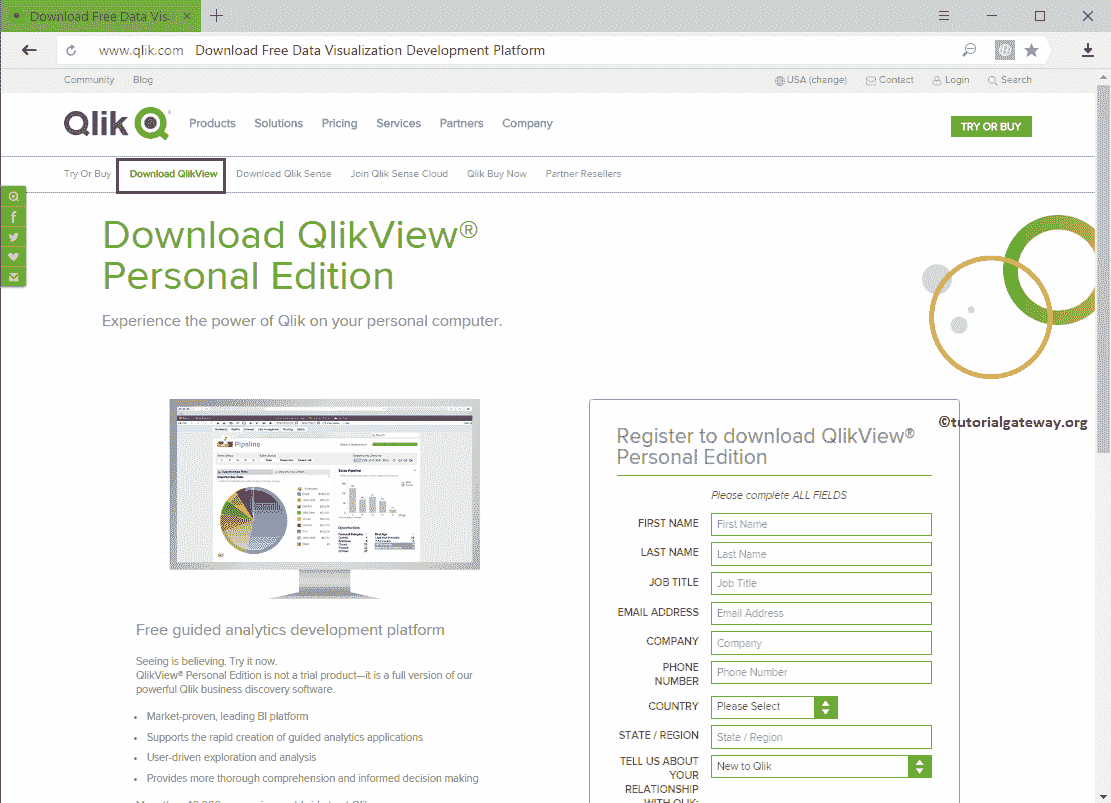 Download Free Data Vis
www.qlik.com Download Free Data Visualization Development Platform
Community Blog
USA (change) Contact Login Search
Qlik Products Solutions Pricing Services Partners Company
TRY OR BUY
Try Or Buy Download QlikView Download Qlik Sense Join Qlik Sense Cloud Qlik Buy Now Partner Resellers
Download QlikView®
Personal Edition
Experience the power of Qlik on your personal computer.
Pipeline
Sales Pipeline
Free guided analytics development platform
Seeing is believing. Try it now.
QlikView® Personal Edition is not a trial product—it is a full version of our
powerful Qlik business discovery software.
• Market-proven, leading BI platform
• Supports the rapid creation of guided analytics applications
• User-driven exploration and analysis
• Provides more thorough comprehension and informed decision making
©tutorialgateway.org
Register to download QlikView®
Personal Edition
Please complete ALL FIELDS
FIRST NAME First Name
LAST NAME Last Name
JOB TITLE Job Title
EMAIL ADDRESS Email Address
COMPANY Company
PHONE
NUMBER Phone Number
COUNTRY Please Select
STATE / REGION State / Region
TELL US ABOUT
YOUR New to Qlik
RELATIONSHIP
WITH QLIK: